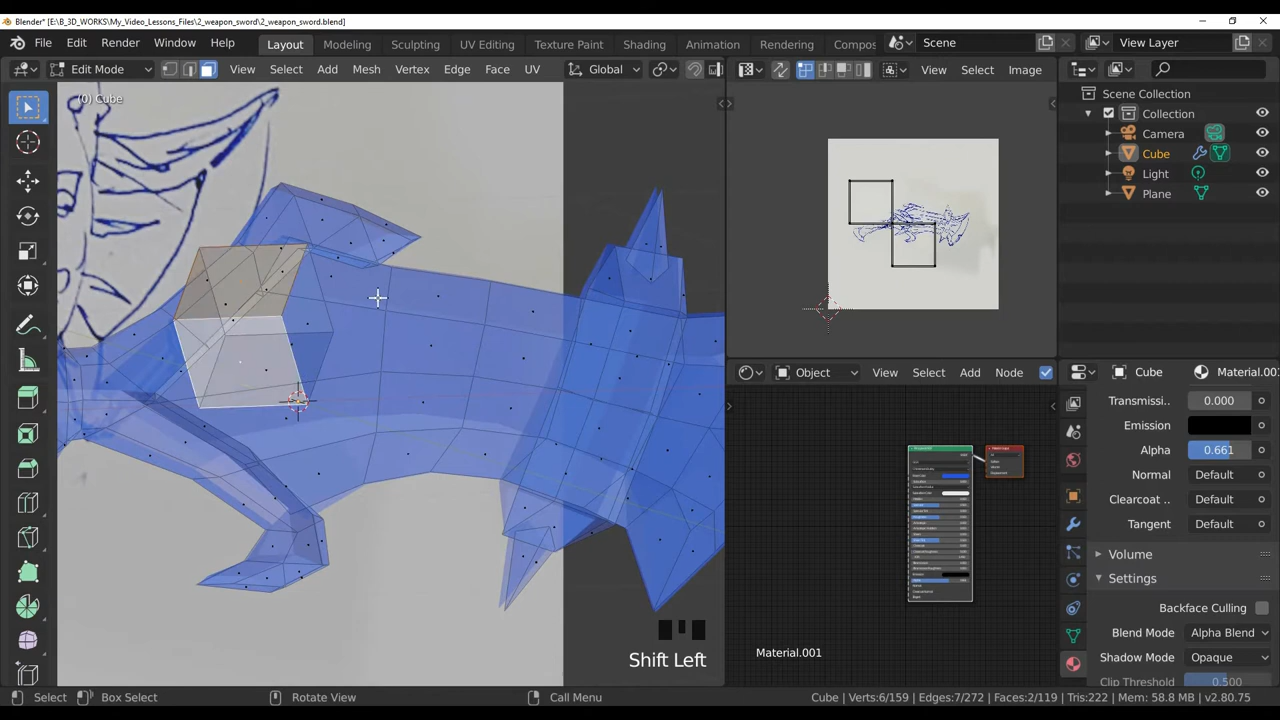 Blender* [E:\B_3D_WORKS\My_Video_Lessons_Files\2_weapon_sword\2_weapon_sword.blend]
File Edit Render Window Help Layout Modeling Sculpting UV Editing Texture Paint Shading Animation Rendering Compos Scene View Layer
Edit Mode View Select Add Mesh Vertex Edge Face UV Global View Select Image
(0) Cube
Scene Collection
Collection
Camera
Cube
Light
Plane
Object View Select Add Node Cube Material.001
Transmissi.. 0.000
Emission
Alpha 0.661
Normal Default
Clearcoat .. Default
Tangent Default
Volume
Settings
Backface Culling
Blend Mode Alpha Blend
Shadow Mode Opaque
Clip Threshold 0.500
Material.001
Shift Left
Select Box Select Rotate View Call Menu Cube | Verts:6/159 | Edges:7/272 | Faces:2/119 | Tris:222 | Mem: 58.8 MB | v2.80.75